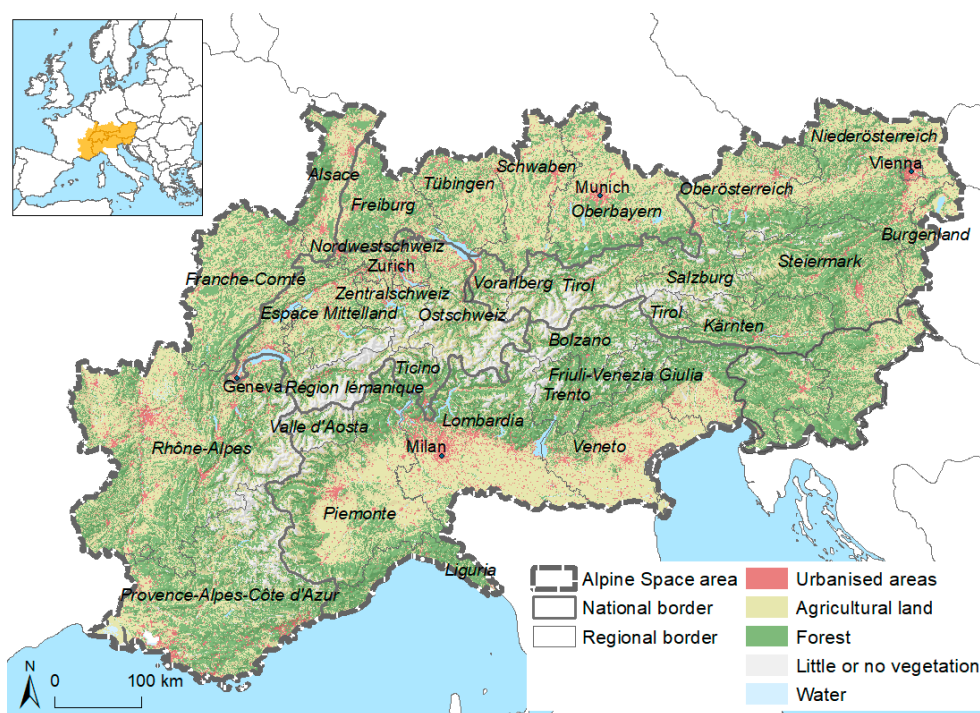 Niederösterreich
Vienna
Alsace
Tübingen
Schwaben
Munich
Oberösterreich
Freiburg
Oberbayern
Burgenland
Nordwestschweiz
Zurich
Steiermark
Franche-Comté
Vorarlberg
Tirol
Salzburg
Zentralschweiz
Espace Mittelland
Ostschweiz
Tirol
Kärnten
Bolzano
Ticino
Geneva
Région lémanique
Friuli-Venezia Giulia
Trento
Valle d'Aosta
Lombardia
Rhône-Alpes
Milan
Veneto
Piemonte
Liguria
Provence-Alpes-Côte d'Azur
N
0 100 km
Alpine Space area
National border
Regional border
Urbanised areas
Agricultural land
Forest
Little or no vegetation
Water